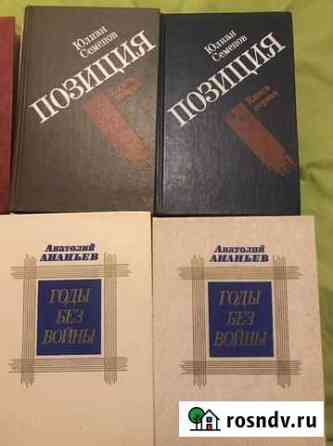 Юлиан
Семенов
ПОЗИЦИЯ
Книга
Юлиан
Семенов
ПОЗИЦИЯ
Книга
первая
Анатолий
АНАНЬЕВ
ГОДЫ
БЕЗ
ВОЙНЫ
Анатолий
АНАНЬЕВ
ГОДЫ
БЕЗ
ВОЙНЫ
rosndv.ru